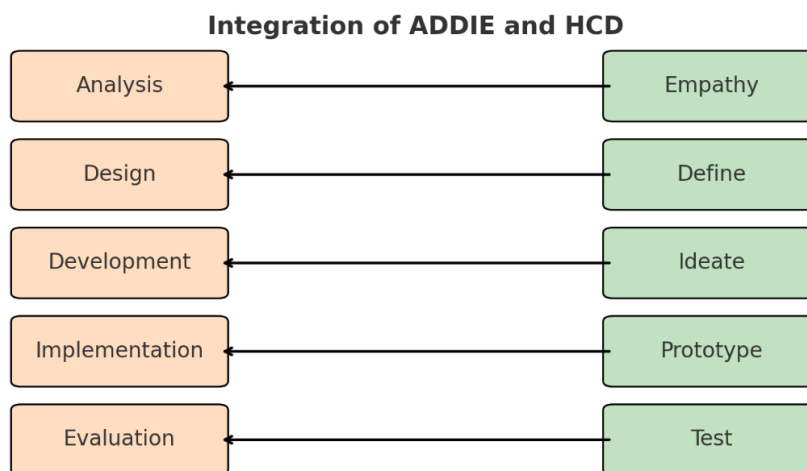 Integration of ADDIE and HCD
Analysis
Empathy
Design
Define
Development
Ideate
Implementation
Prototype
Evaluation
Test